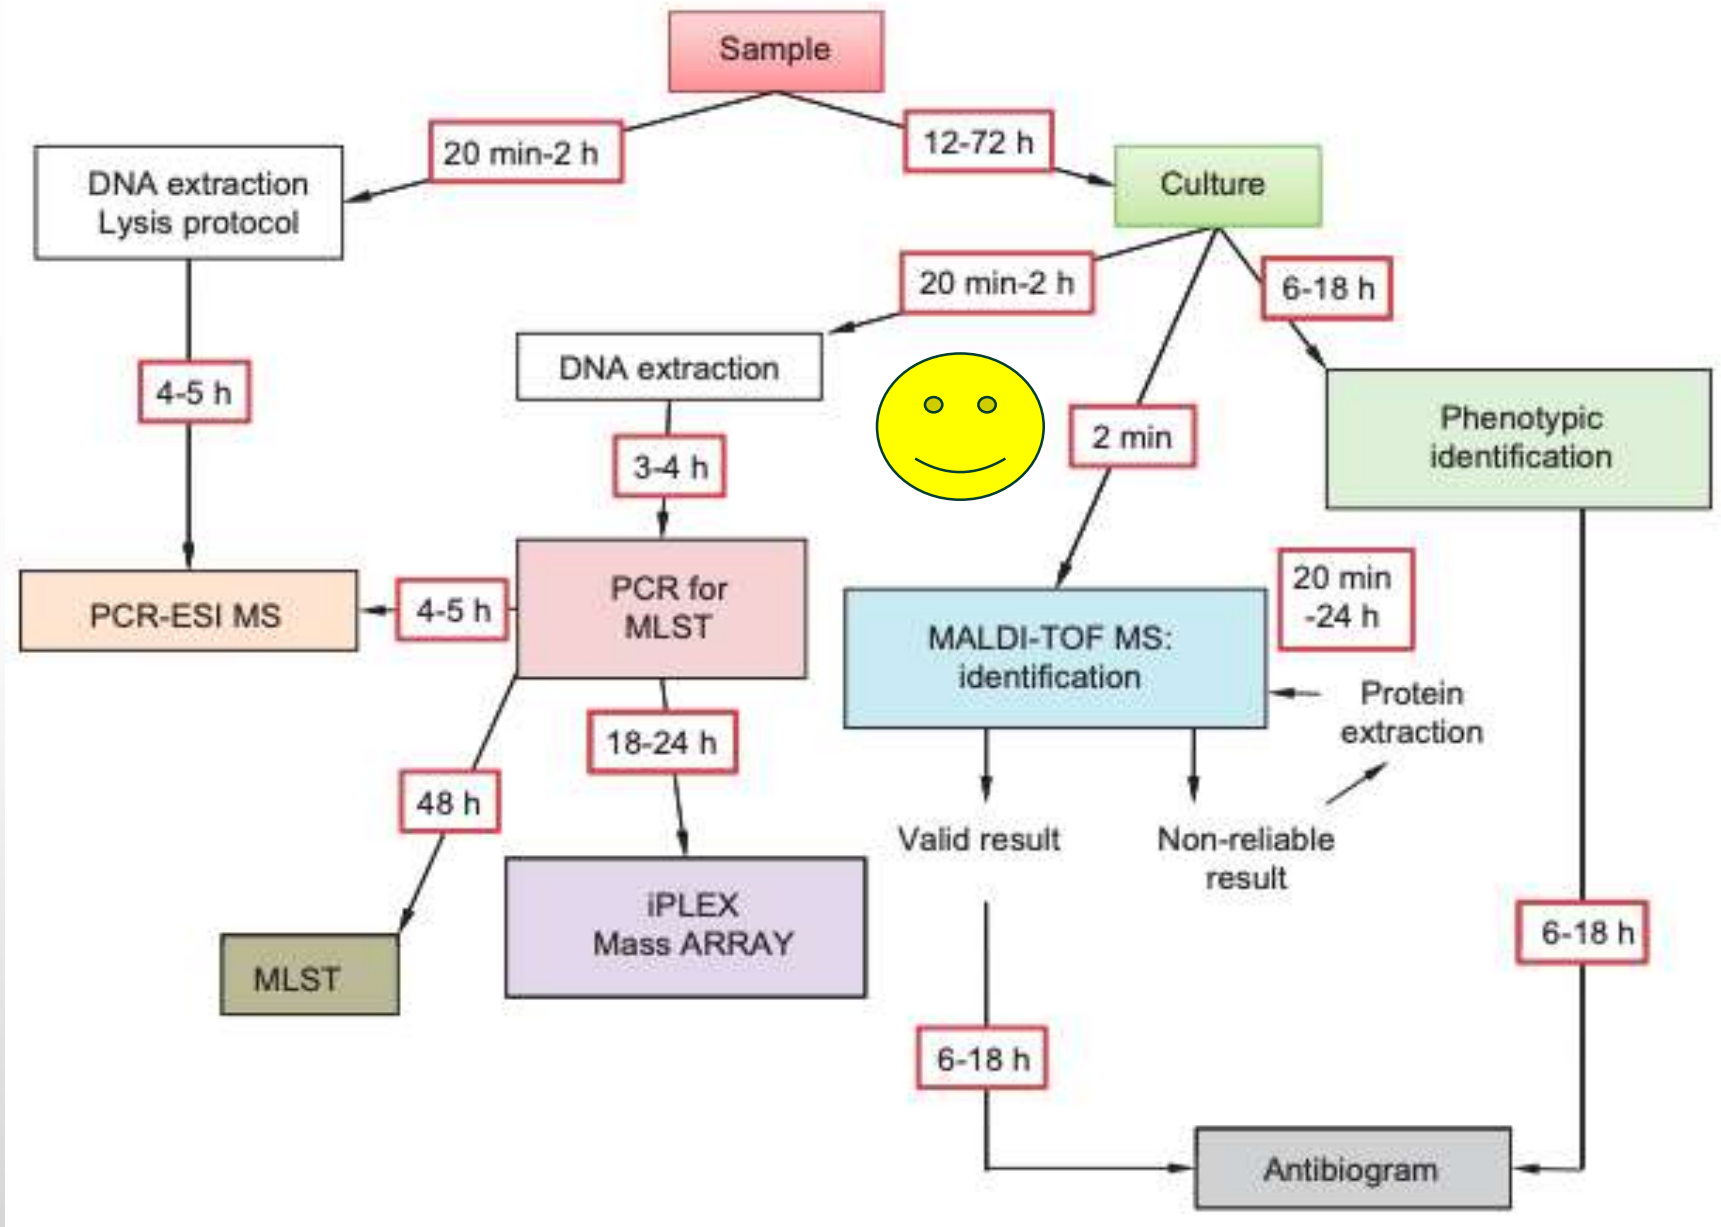 Sample
20 min-2 h
12-72 h
DNA extraction
Lysis protocol
Culture
20 min-2 h
6-18 h
DNA extraction
4-5 h
2 min
Phenotypic
identification
3-4 h
PCR-ESI MS
4-5 h
PCR for
MLST
MALDI-TOF MS:
identification
20 min
-24 h
Protein
extraction
18-24 h
48 h
Valid result
Non-reliable
result
iPLEX
Mass ARRAY
6-18 h
MLST
6-18 h
Antibiogram